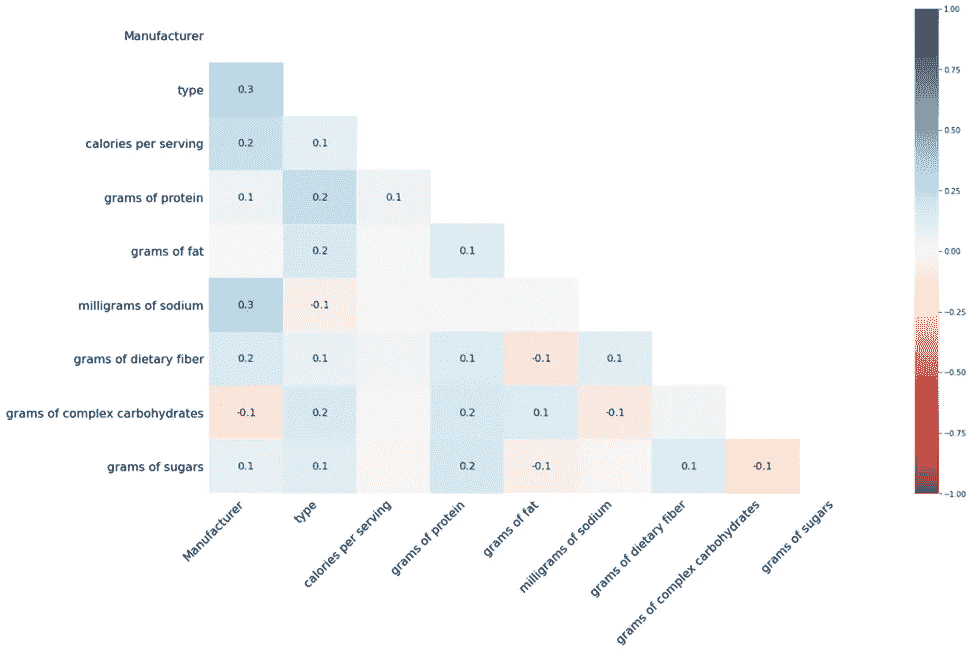 Manufacturer
type
0.3
calories per serving
0.2 0.1
grams of protein
0.1 0.2 0.1
grams of fat
0.2 0.1
milligrams of sodium
0.3 -0.1
grams of dietary fiber
0.2 0.1 0.1 -0.1 0.1
grams of complex carbohydrates
-0.1 0.2 0.2 0.1 -0.1
grams of sugars
0.1 0.1 0.2 -0.1 0.1 -0.1
Manufacturer
type
calories per serving
grams of protein
grams of fat
milligrams of sodium
grams of dietary fiber
grams of complex carbohydrates
grams of sugars
1.00
0.75
0.50
0.25
0.00
-0.25
-0.50
-0.75
-1.00